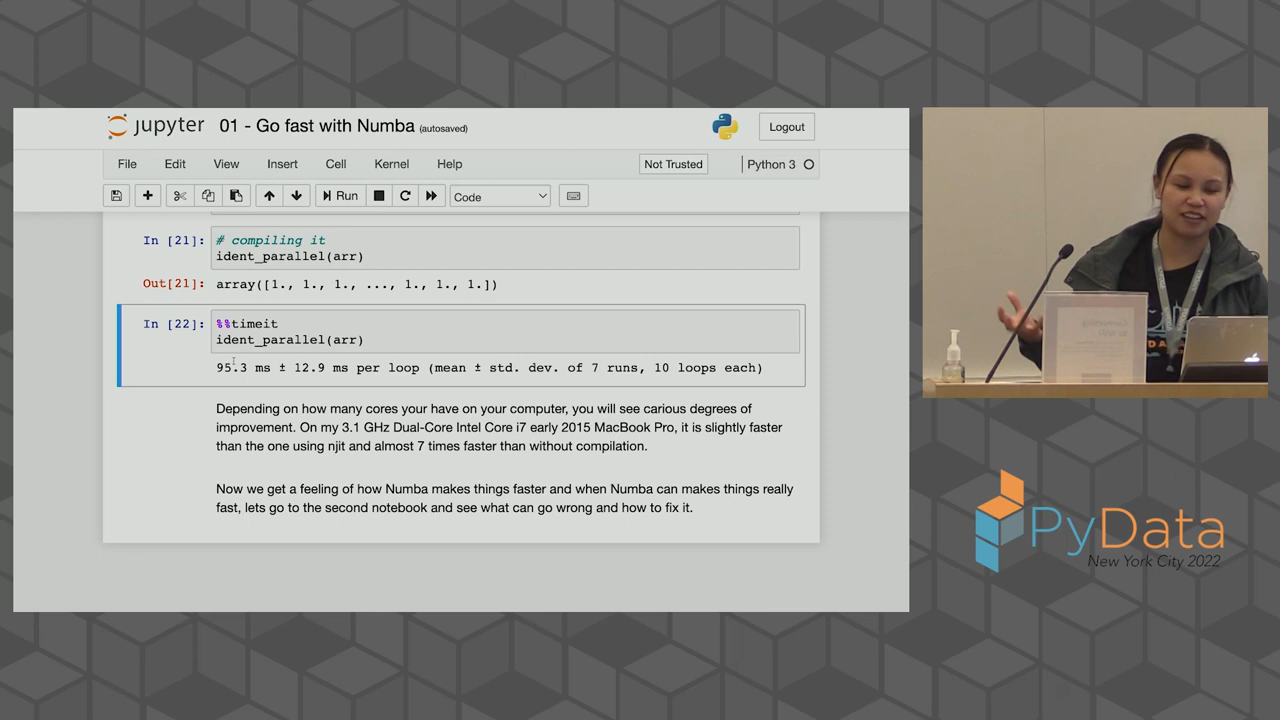 jupyter 01 - Go fast with Numba (autosaved) Logout
File Edit View Insert Cell Kernel Help Not Trusted Python 3
Run Code
In [21]: # compiling it
ident_parallel(arr)
Out[21]: array([1., 1., 1., ..., 1., 1., 1.])
In [22]: %%timeit
ident_parallel(arr)
95.3 ms ± 12.9 ms per loop (mean ± std. dev. of 7 runs, 10 loops each)
Depending on how many cores your have on your computer, you will see carious degrees of
improvement. On my 3.1 GHz Dual-Core Intel Core i7 early 2015 MacBook Pro, it is slightly faster
than the one using njit and almost 7 times faster than without compilation.
Now we get a feeling of how Numba makes things faster and when Numba can makes things really
fast, lets go to the second notebook and see what can go wrong and how to fix it.
PyData
New York City 2022